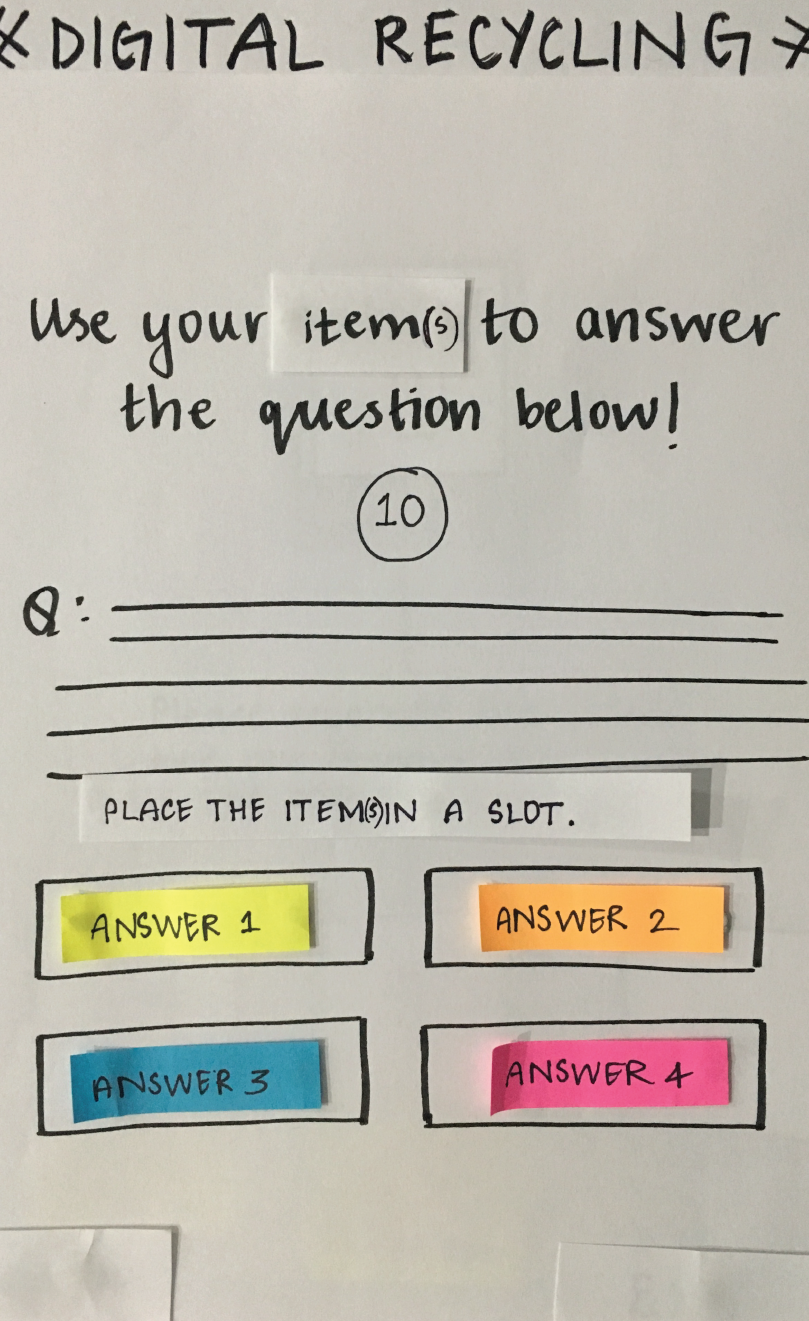 DIGITAL RECYCLING
Use your item(s) to answer
the question below!
10
Q:
PLACE THE ITEM(S) IN A SLOT.
ANSWER 1
ANSWER 2
ANSWER 3
ANSWER 4